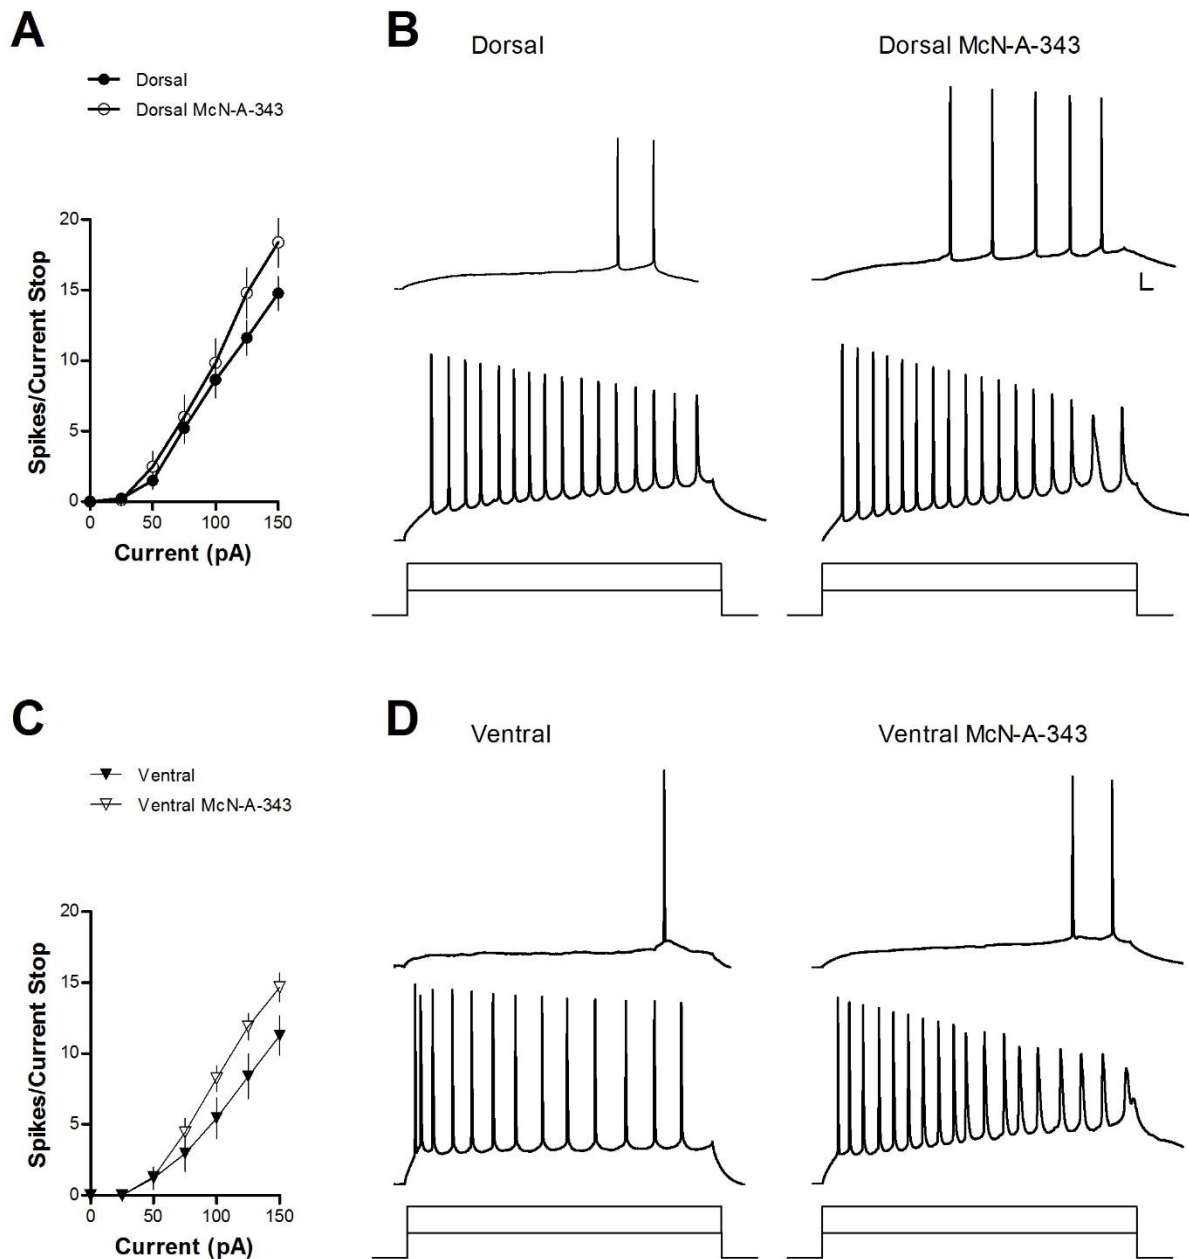 A
Dorsal
Dorsal McN-A-343
20
15
10
5
0
Spikes/Current Stop
0 50 100 150
Current (pA)
B
Dorsal
Dorsal McN-A-343
C
Ventral
Ventral McN-A-343
20
15
10
5
0
Spikes/Current Stop
0 50 100 150
Current (pA)
D
Ventral
Ventral McN-A-343